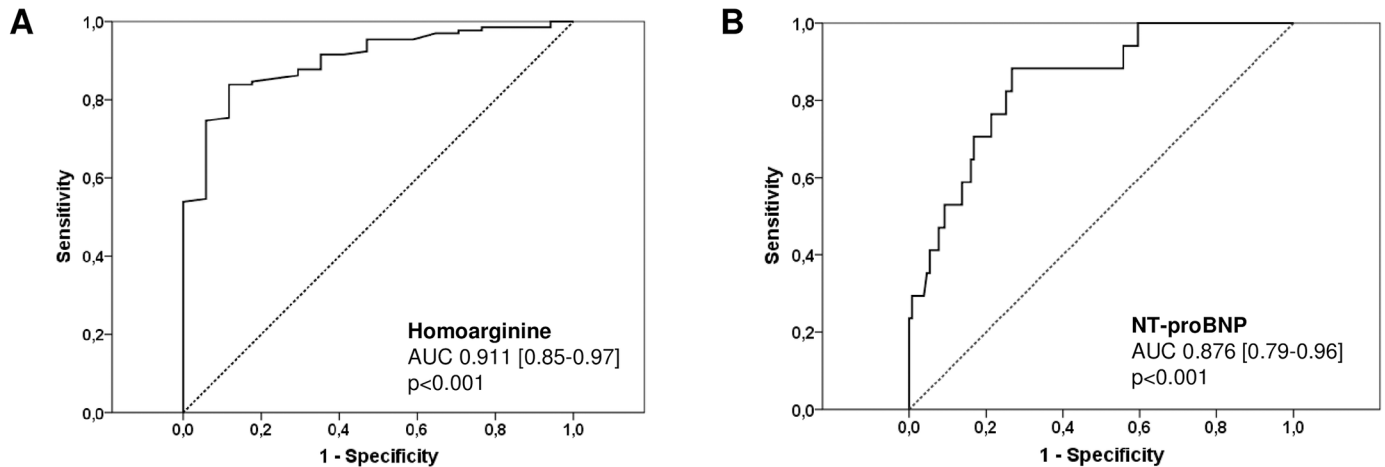 A
1,0
0,8
0,6
0,4
0,2
0,0
Sensitivity
0,0 0,2 0,4 0,6 0,8 1,0
1 - Specificity
Homoarginine
AUC 0.911 [0.85-0.97]
p<0.001
B
1,0
0,8
0,6
0,4
0,2
0,0
Sensitivity
0,0 0,2 0,4 0,6 0,8 1,0
1 - Specificity
NT-proBNP
AUC 0.876 [0.79-0.96]
p<0.001